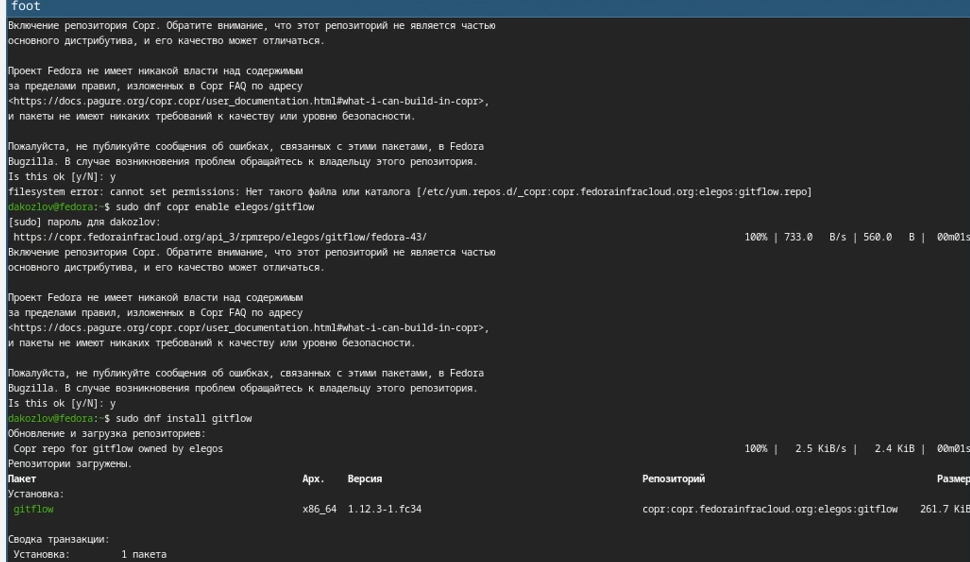 foot
Включение репозитория Copr. Обратите внимание, что этот репозиторий не является частью
основного дистрибутива, и его качество может отличаться.
Проект Fedora не имеет никакой власти над содержимым
за пределами правил, изложенных в Copr FAQ по адресу
<https://docs.pagure.org/copr.copr/user_documentation.html#what-i-can-build-in-copr>,
и пакеты не имеют никаких требований к качеству или уровню безопасности.
Пожалуйста, не публикуйте сообщения об ошибках, связанных с этими пакетами, в Fedora
Bugzilla. В случае возникновения проблем обращайтесь к владельцу этого репозитория.
Is this ok [y/N]: y
filesystem error: cannot set permissions: Нет такого файла или каталога [/etc/yum.repos.d/_copr:copr.fedorainfracloud.org:elegos:gitflow.repo]
dakozlov@fedora:~$ sudo dnf copr enable elegos/gitflow
[sudo] пароль для dakozlov:
https://copr.fedorainfracloud.org/api_3/rpmrepo/elegos/gitflow/fedora-43/ 100% | 733.0 B/s | 560.0 B | 00m01s
Включение репозитория Copr. Обратите внимание, что этот репозиторий не является частью
основного дистрибутива, и его качество может отличаться.
Проект Fedora не имеет никакой власти над содержимым
за пределами правил, изложенных в Copr FAQ по адресу
<https://docs.pagure.org/copr.copr/user_documentation.html#what-i-can-build-in-copr>,
и пакеты не имеют никаких требований к качеству или уровню безопасности.
Пожалуйста, не публикуйте сообщения об ошибках, связанных с этими пакетами, в Fedora
Bugzilla. В случае возникновения проблем обращайтесь к владельцу этого репозитория.
Is this ok [y/N]: y
dakozlov@fedora:~$ sudo dnf install gitflow
Обновление и загрузка репозиториев:
Copr repo for gitflow owned by elegos 100% | 2.5 KiB/s | 2.4 KiB | 00m01s
Репозитории загружены.
Пакет Арх. Версия Репозиторий Размер
Установка:
gitflow x86_64 1.12.3-1.fc34 copr:copr.fedorainfracloud.org:elegos:gitflow 261.7 KiB
Сводка транзакции:
Установка: 1 пакета